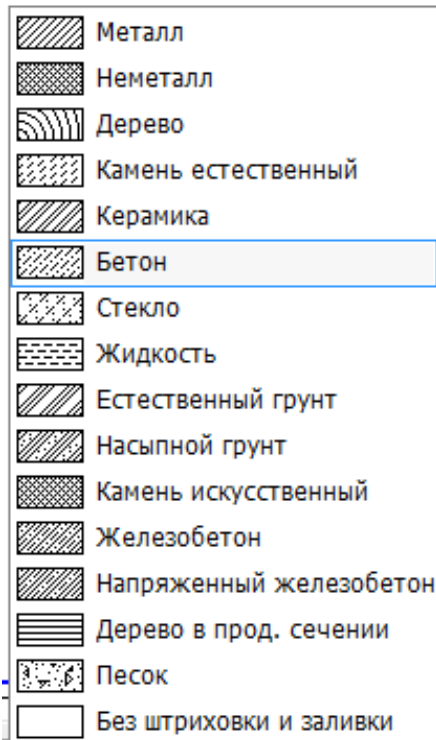 Металл
Неметалл
Дерево
Камень естественный
Керамика
Бетон
Стекло
Жидкость
Естественный грунт
Насыпной грунт
Камень искусственный
Железобетон
Напряженный железобетон
Дерево в прод. сечении
Песок
Без штриховки и заливки